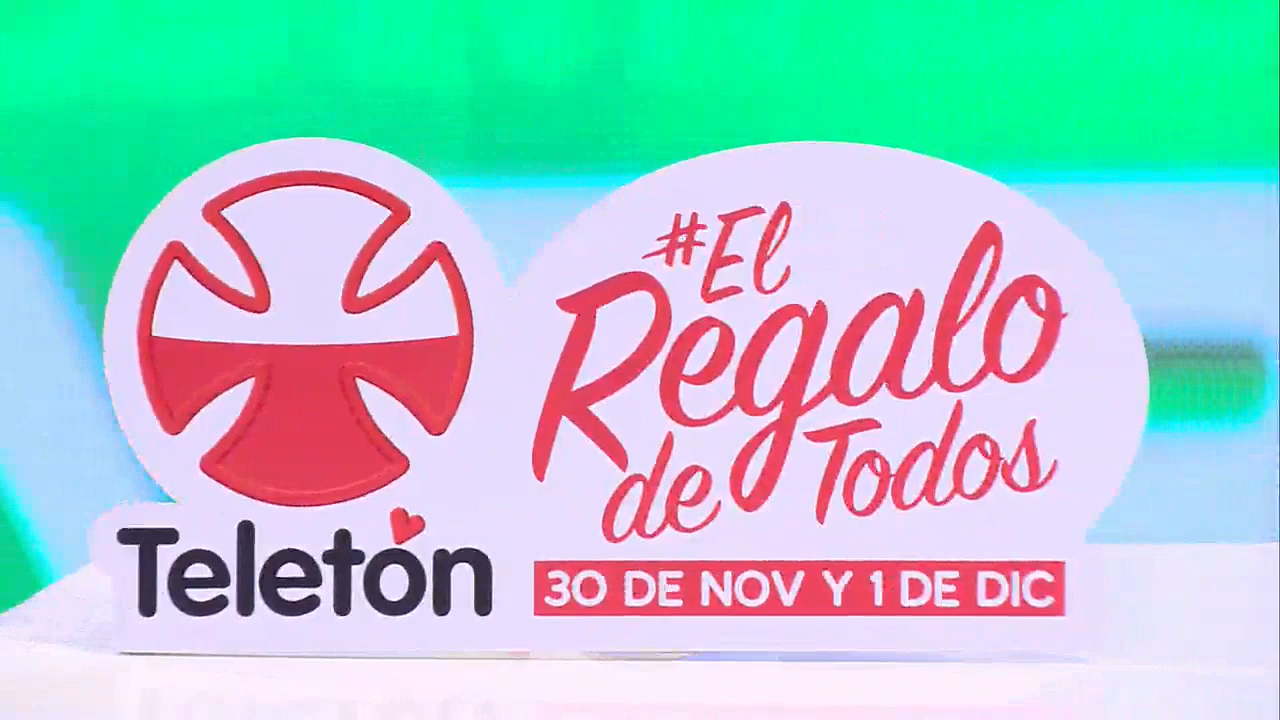 Teletón
#El
Regalo
de Todos
30 DE NOV Y 1 DE DIC